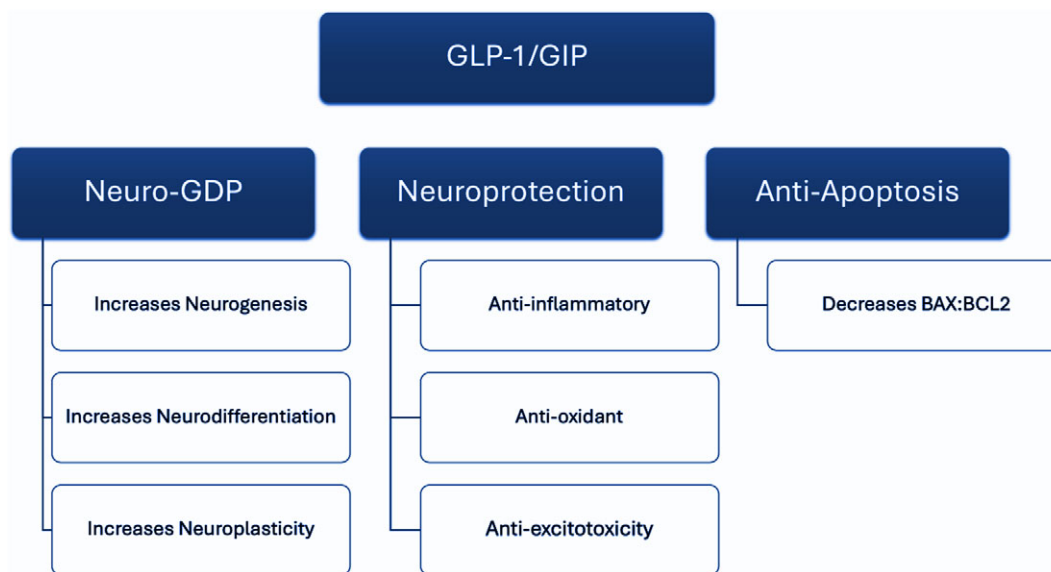 GLP-1/GIP
Neuro-GDP
Increases Neurogenesis
Increases Neurodifferentiation
Increases Neuroplasticity
Neuroprotection
Anti-inflammatory
Anti-oxidant
Anti-excitotoxicity
Anti-Apoptosis
Decreases BAX:BCL2